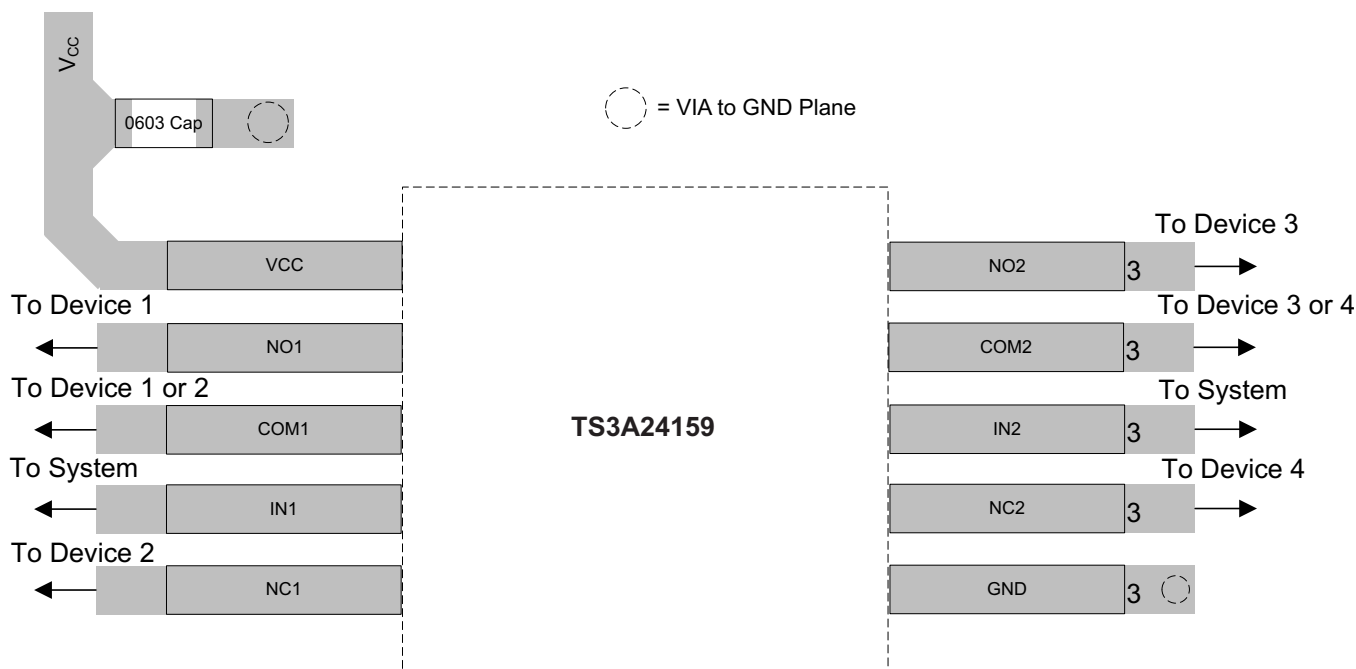 VCC
0603 Cap
= VIA to GND Plane
VCC
To Device 1
NO1
To Device 1 or 2
COM1
To System
IN1
To Device 2
NC1
TS3A24159
To Device 3
NO2 3
To Device 3 or 4
COM2 3
To System
IN2 3
To Device 4
NC2 3
GND 3